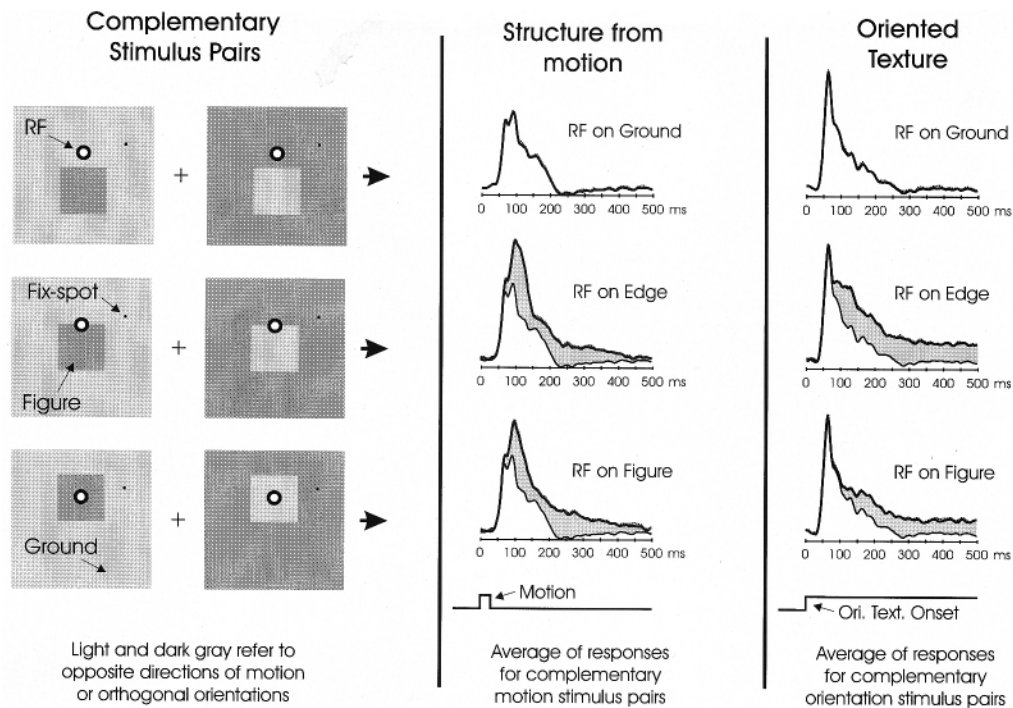 Complementary
Stimulus Pairs
Structure from
motion
Oriented
Texture
RF
+
RF on Ground
0 100 200 300 400 500 ms
RF on Ground
0 100 200 300 400 500 ms
Fix-spot
Figure
+
RF on Edge
0 100 200 300 400 500 ms
RF on Edge
0 100 200 300 400 500 ms
Ground
+
RF on Figure
0 100 200 300 400 500 ms
RF on Figure
0 100 200 300 400 500 ms
Motion
Ori. Text. Onset
Light and dark gray refer to
opposite directions of motion
or orthogonal orientations
Average of responses
for complementary
motion stimulus pairs
Average of responses
for complementary
orientation stimulus pairs